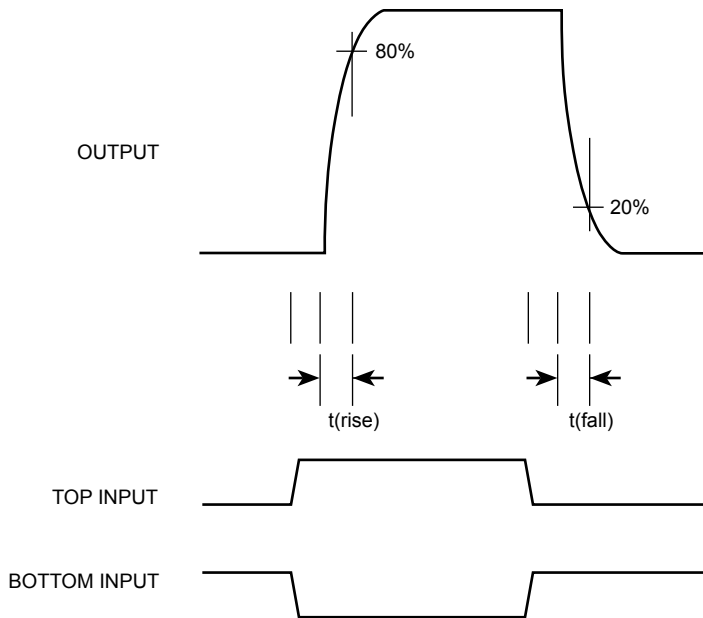 80%
OUTPUT
20%
t(rise)
t(fall)
TOP INPUT
BOTTOM INPUT